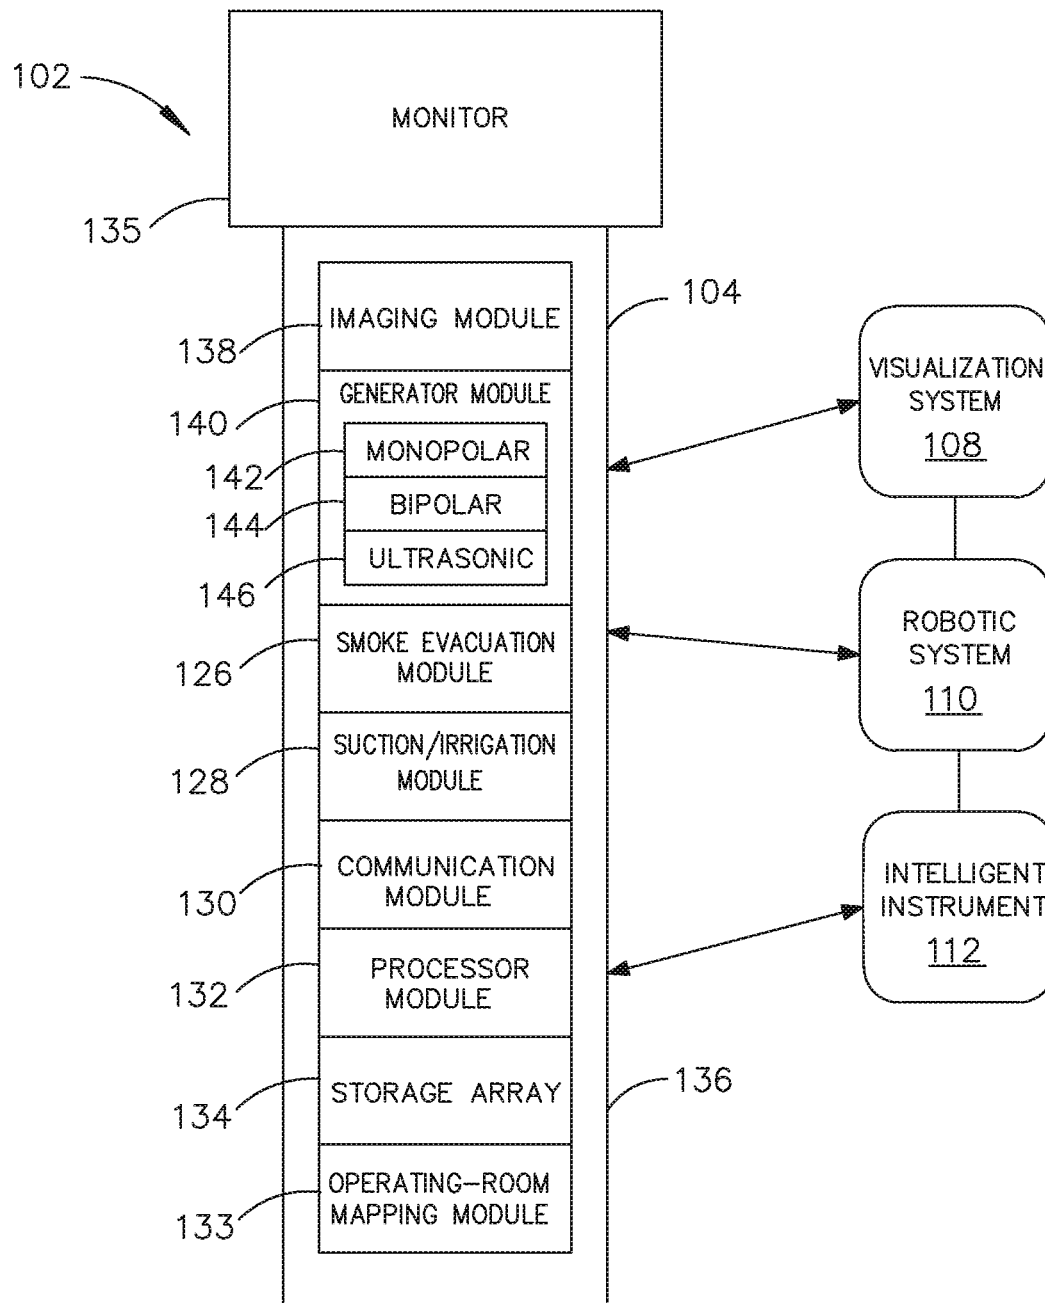 102
MONITOR
135
104
IMAGING MODULE
138
GENERATOR MODULE
140
MONOPOLAR
142
BIPOLAR
144
ULTRASONIC
146
SMOKE EVACUATION
MODULE
126
SUCTION/IRRIGATION
MODULE
128
COMMUNICATION
MODULE
130
PROCESSOR
MODULE
132
STORAGE ARRAY
134
136
OPERATING-ROOM
MAPPING MODULE
133
VISUALIZATION
SYSTEM
108
ROBOTIC
SYSTEM
110
INTELLIGENT
INSTRUMENT
112